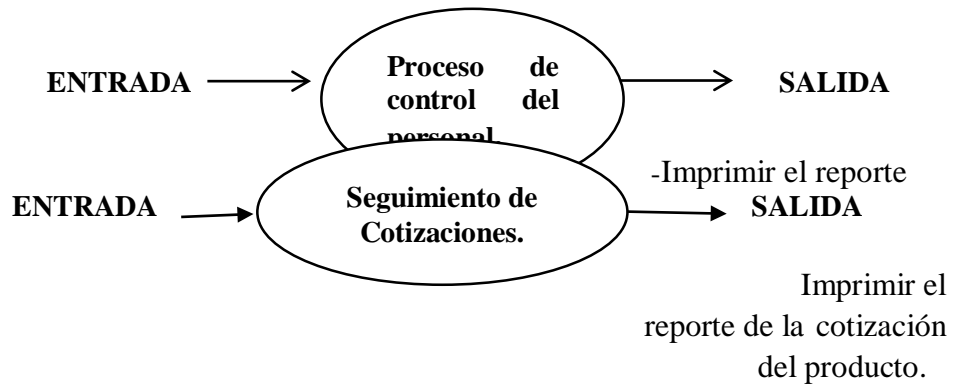 ENTRADA
Proceso de
control del
personal.
SALIDA
-Imprimir el reporte
ENTRADA
Seguimiento de
Cotizaciones.
SALIDA
Imprimir el
reporte de la cotización
del producto.